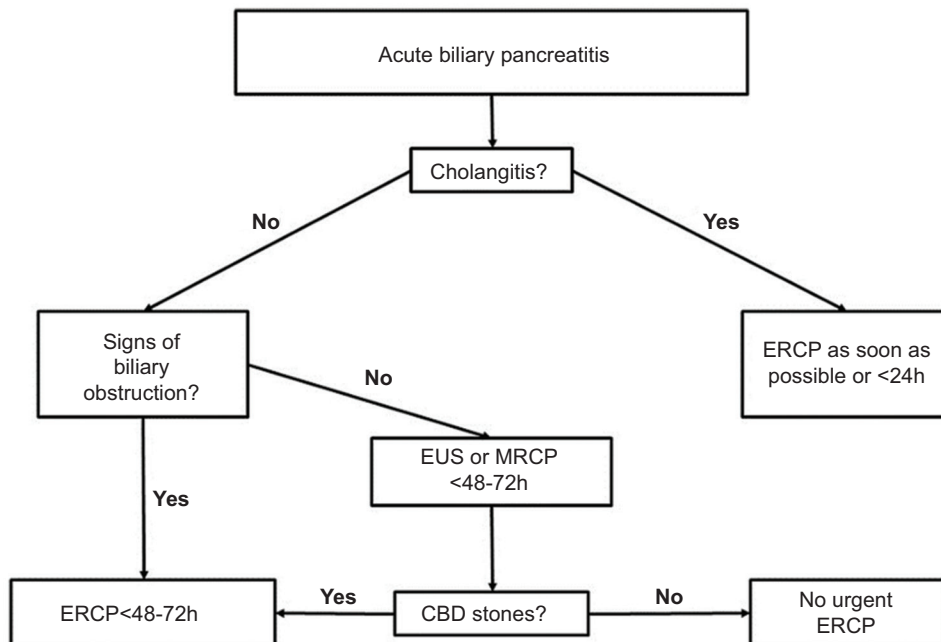 Acute biliary pancreatitis
Cholangitis?
No
Yes
Signs of
biliary
obstruction?
ERCP as soon as
possible or <24h
No
EUS or MRCP
<48-72h
Yes
ERCP<48-72h
Yes
CBD stones?
No
No urgent
ERCP